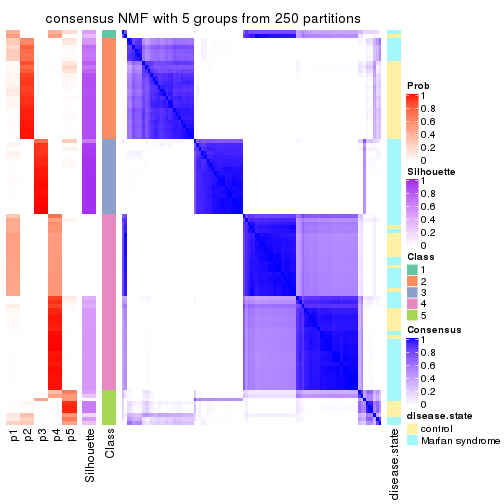 consensus NMF with 5 groups from 250 partitions
Prob
1
0.8
0.6
0.4
0.2
0
Silhouette
1
0.8
0.6
0.4
0.2
0
Class
1
2
3
4
5
Consensus
1
0.8
0.6
0.4
0.2
0
disease.state
control
Marfan syndrome
p1
p2
p3
p4
p5
Silhouette
Class
disease.state